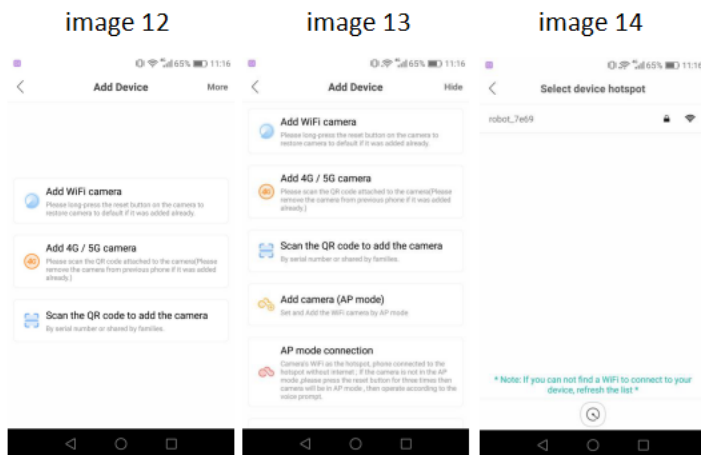 image 12
65% 11:16
Add Device More
Add WiFi camera
Please long-press the reset button on the camera to
restore camera to default if it was added already.
Add 4G / 5G camera
4G
Please scan the QR code attached to the camera(Please
remove the camera from previous phone if it was added
already.)
Scan the QR code to add the camera
By serial number or shared by families.
image 13
65% 11:16
Add Device Hide
Add WiFi camera
Please long-press the reset button on the camera to
restore camera to default if it was added already.
Add 4G / 5G camera
4G
Please scan the QR code attached to the camera(Please
remove the camera from previous phone if it was added
already.)
Scan the QR code to add the camera
By serial number or shared by families.
Add camera (AP mode)
Set and Add the WiFi camera by AP mode
AP mode connection
Camera's WiFi as the hotspot, phone connected to the
hotspot without internet , If the camera is not in the AP
mode,please press the reset button for three times then
camera will be in AP mode , then operate according to the
voice prompt.
image 14
65% 11:16
Select device hotspot
robot_7e69
* Note: If you can not find a WiFi to connect to your
device, refresh the list *